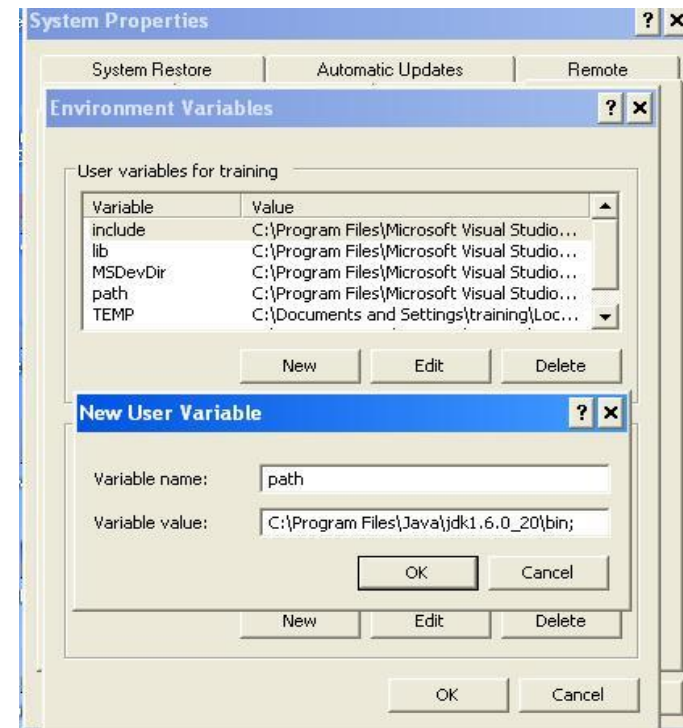 System Properties
System Restore Automatic Updates Remote
Environment Variables
User variables for training
Variable Value
include C:\Program Files\Microsoft Visual Studio...
lib C:\Program Files\Microsoft Visual Studio...
MSDevDir C:\Program Files\Microsoft Visual Studio...
path C:\Program Files\Microsoft Visual Studio...
TEMP C:\Documents and Settings\training\Loc...
New Edit Delete
New User Variable
Variable name: path
Variable value: C:\Program Files\Java\jdk1.6.0_20\bin;
OK Cancel
New Edit Delete
OK Cancel